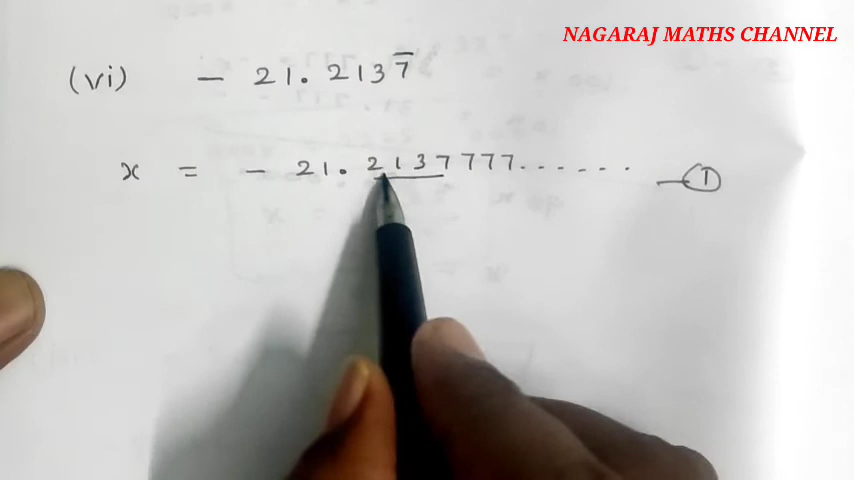 NAGARAJ MATHS CHANNEL
(vi) - 21.2137̅
x = - 21.2137777....... - ①